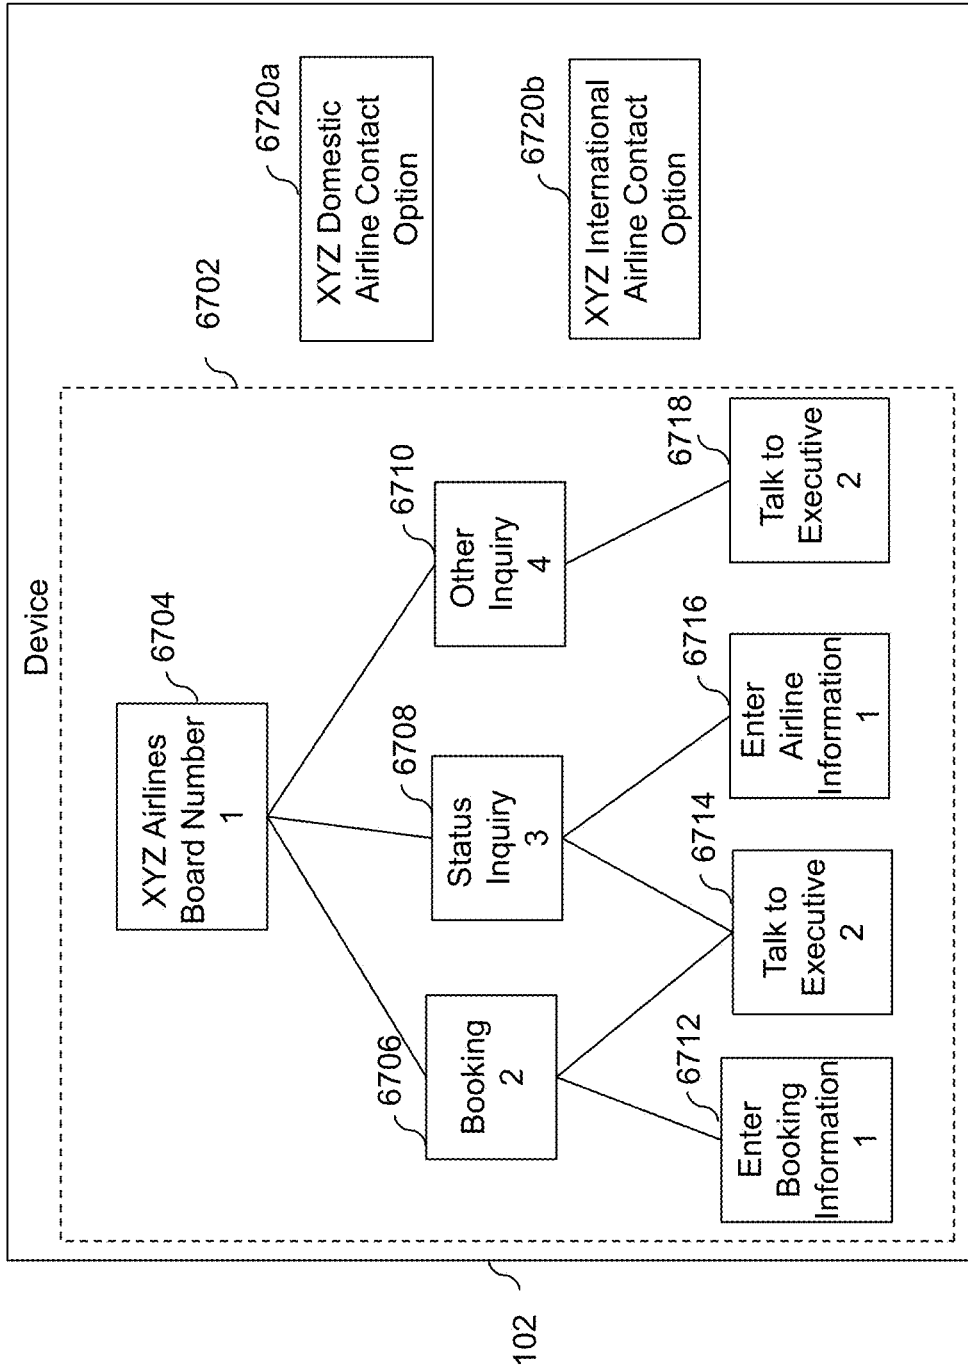 Device
6704
XYZ Airlines
Board Number
1
6702
6720a
XYZ Domestic
Airline Contact
Option
6706
Booking
2
6708
Status
Inquiry
3
6710
Other
Inquiry
4
6720b
XYZ International
Airline Contact
Option
6712
Enter
Booking
Information
1
6714
Talk to
Executive
2
6716
Enter
Airline
Information
1
6718
Talk to
Executive
2
102